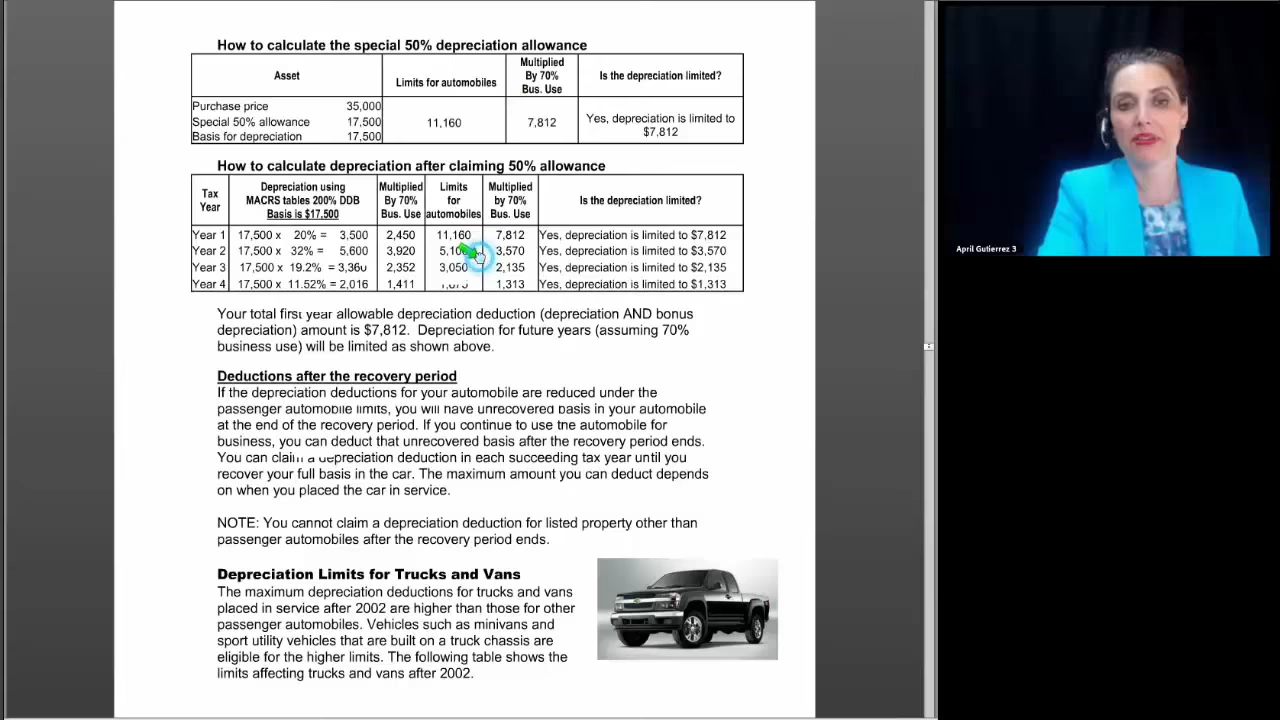 How to calculate the special 50% depreciation allowance
Asset
Limits for automobiles
Multiplied
By 70%
Bus. Use
Is the depreciation limited?
Purchase price 35,000
Special 50% allowance 17,500
Basis for depreciation 17,500
11,160
7,812
Yes, depreciation is limited to
$7,812
How to calculate depreciation after claiming 50% allowance
Tax
Year
Depreciation using
MACRS tables 200% DDB
Basis is $17,500
Multiplied
By 70%
Bus. Use
Limits
for
automobiles
Multiplied
by 70%
Bus. Use
Is the depreciation limited?
Year 1 17,500 x 20% = 3,500 2,450 11,160 7,812 Yes, depreciation is limited to $7,812
Year 2 17,500 x 32% = 5,600 3,920 3,570 Yes, depreciation is limited to $3,570
Year 3 17,500 x 19.2% = 3,360 2,352 3,050 2,135 Yes, depreciation is limited to $2,135
Year 4 17,500 x 11.52% = 2,016 1,411 1,313 Yes, depreciation is limited to $1,313
Your total first year allowable depreciation deduction (depreciation AND bonus
depreciation) amount is $7,812. Depreciation for future years (assuming 70%
business use) will be limited as shown above.
Deductions after the recovery period
If the depreciation deductions for your automobile are reduced under the
passenger automobile limits, you will have unrecovered basis in your automobile
at the end of the recovery period. If you continue to use the automobile for
business, you can deduct that unrecovered basis after the recovery period ends.
You can claim a depreciation deduction in each succeeding tax year until you
recover your full basis in the car. The maximum amount you can deduct depends
on when you placed the car in service.
NOTE: You cannot claim a depreciation deduction for listed property other than
passenger automobiles after the recovery period ends.
Depreciation Limits for Trucks and Vans
The maximum depreciation deductions for trucks and vans
placed in service after 2002 are higher than those for other
passenger automobiles. Vehicles such as minivans and
sport utility vehicles that are built on a truck chassis are
eligible for the higher limits. The following table shows the
limits affecting trucks and vans after 2002.
April Gutierrez 3